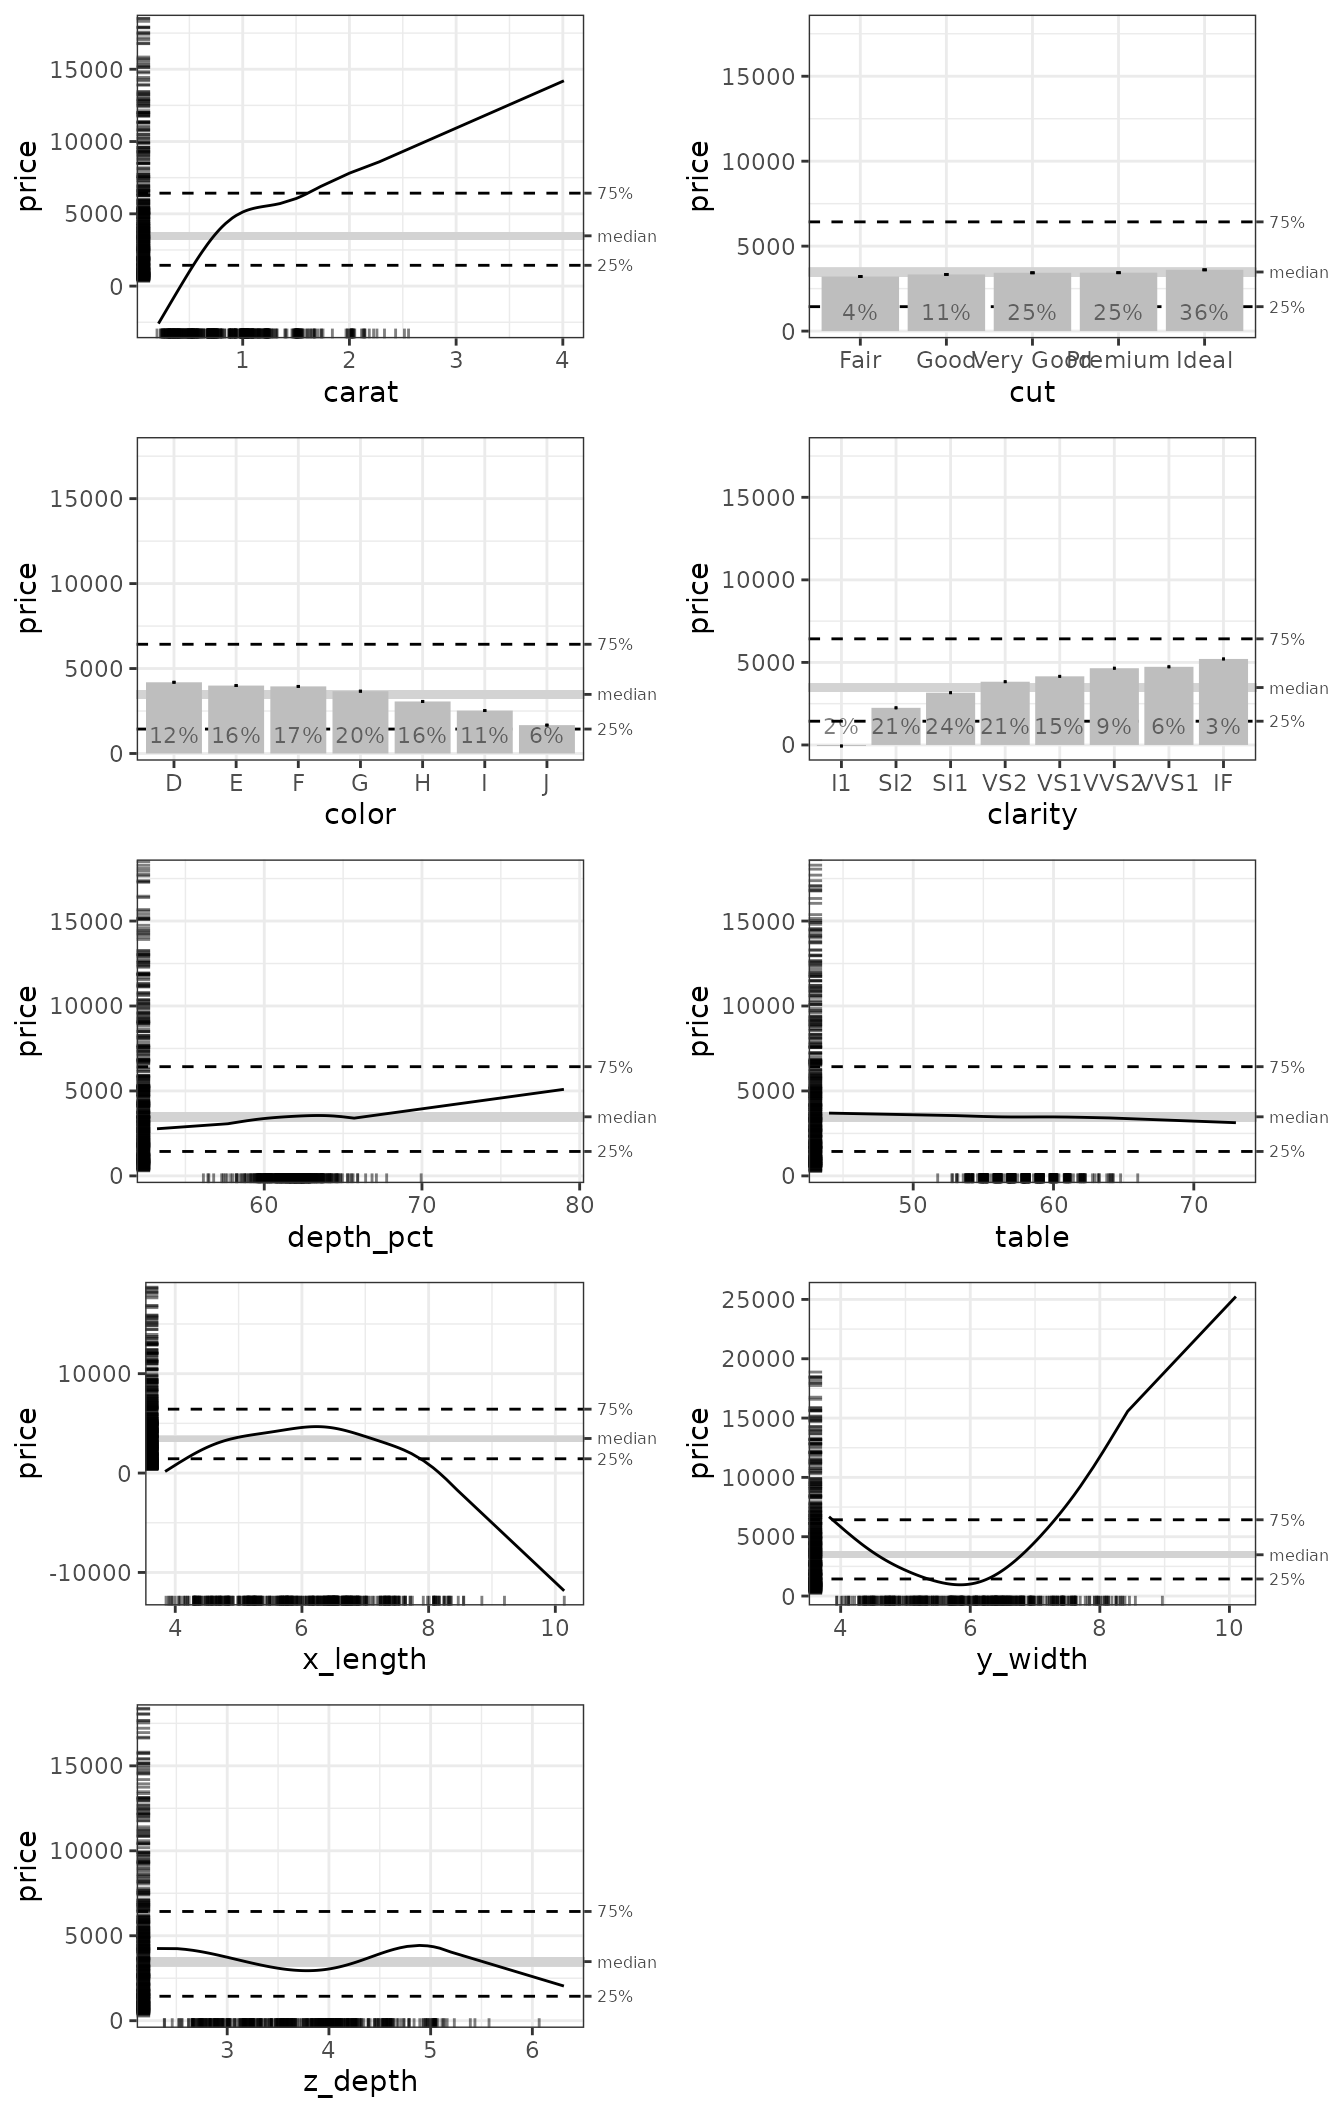 15000
10000
5000
0
price
75%
median
25%
1 2 3 4
carat
15000
10000
5000
0
price
75%
median
25%
4% 11% 25% 25% 36%
Fair Good Very Good Premium Ideal
cut
15000
10000
5000
0
price
75%
median
25%
12% 16% 17% 20% 16% 11% 6%
D E F G H I J
color
15000
10000
5000
0
price
75%
median
25%
2% 21% 24% 21% 15% 9% 6% 3%
I1 SI2 SI1 VS2 VS1 VVS2 VVS1 IF
clarity
15000
10000
5000
0
price
75%
median
25%
60 70 80
depth_pct
15000
10000
5000
0
price
75%
median
25%
50 60 70
table
10000
0
-10000
price
75%
median
25%
4 6 8 10
x_length
25000
20000
15000
10000
5000
0
price
75%
median
25%
4 6 8 10
y_width
15000
10000
5000
0
price
75%
median
25%
3 4 5 6
z_depth